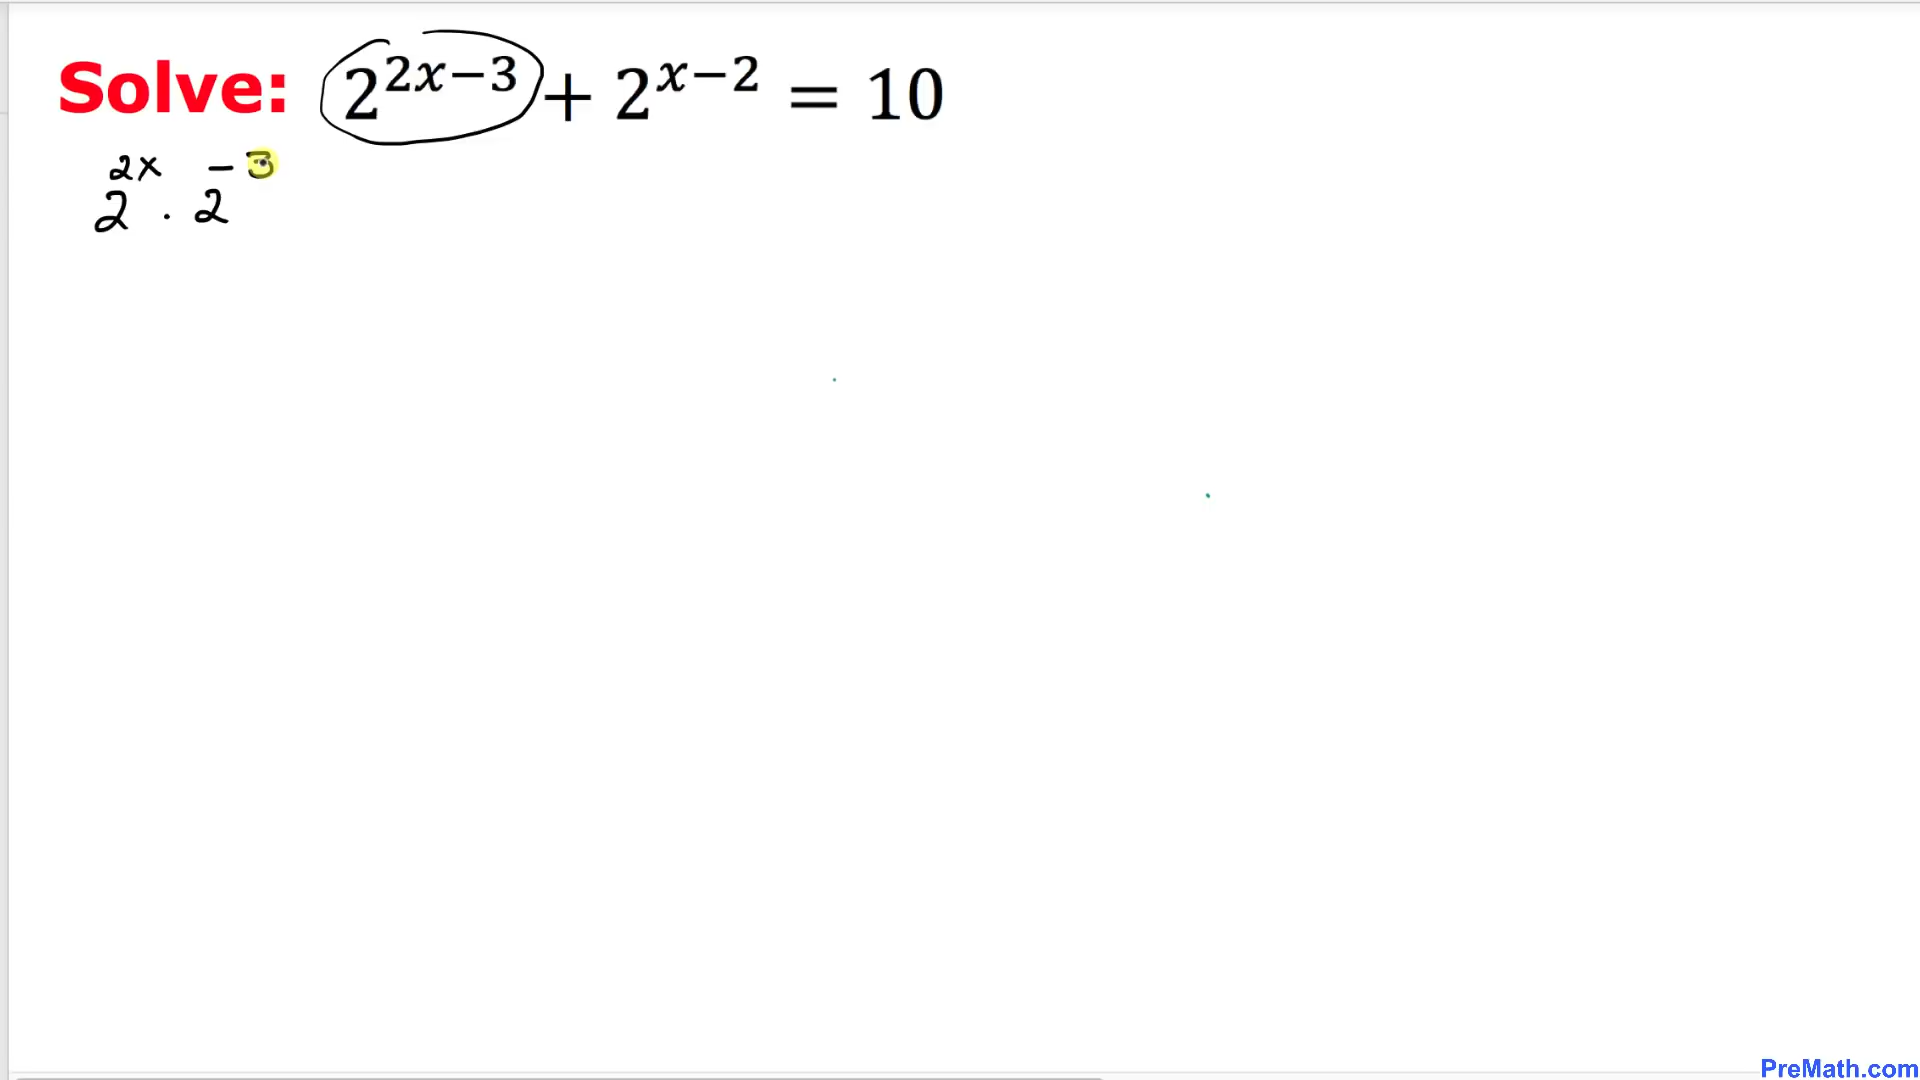 Solve: 2^{2x−3} + 2^{x−2} = 10
2^{2x} · 2^{−3}
PreMath.com